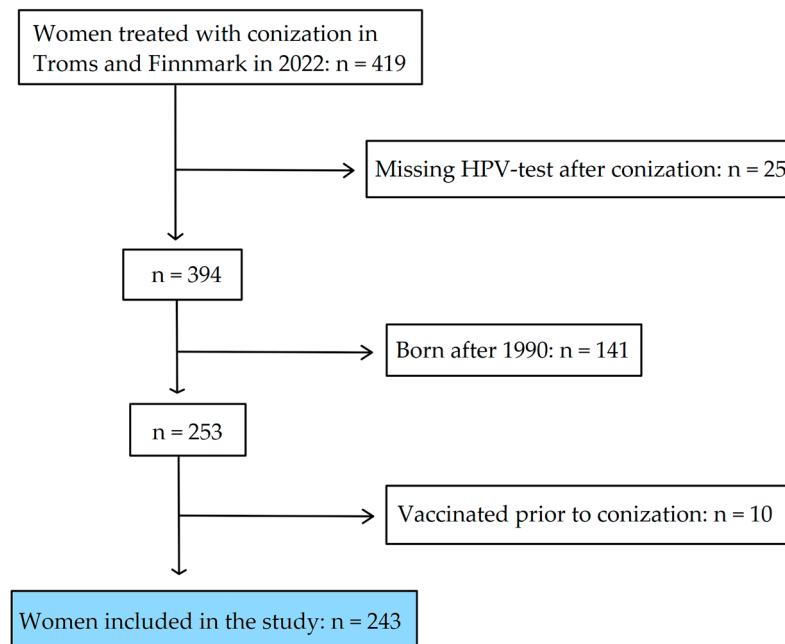 Women treated with conization in
Troms and Finnmark in 2022: n = 419
Missing HPV-test after conization: n = 25
n = 394
Born after 1990: n = 141
n = 253
Vaccinated prior to conization: n = 10
Women included in the study: n = 243